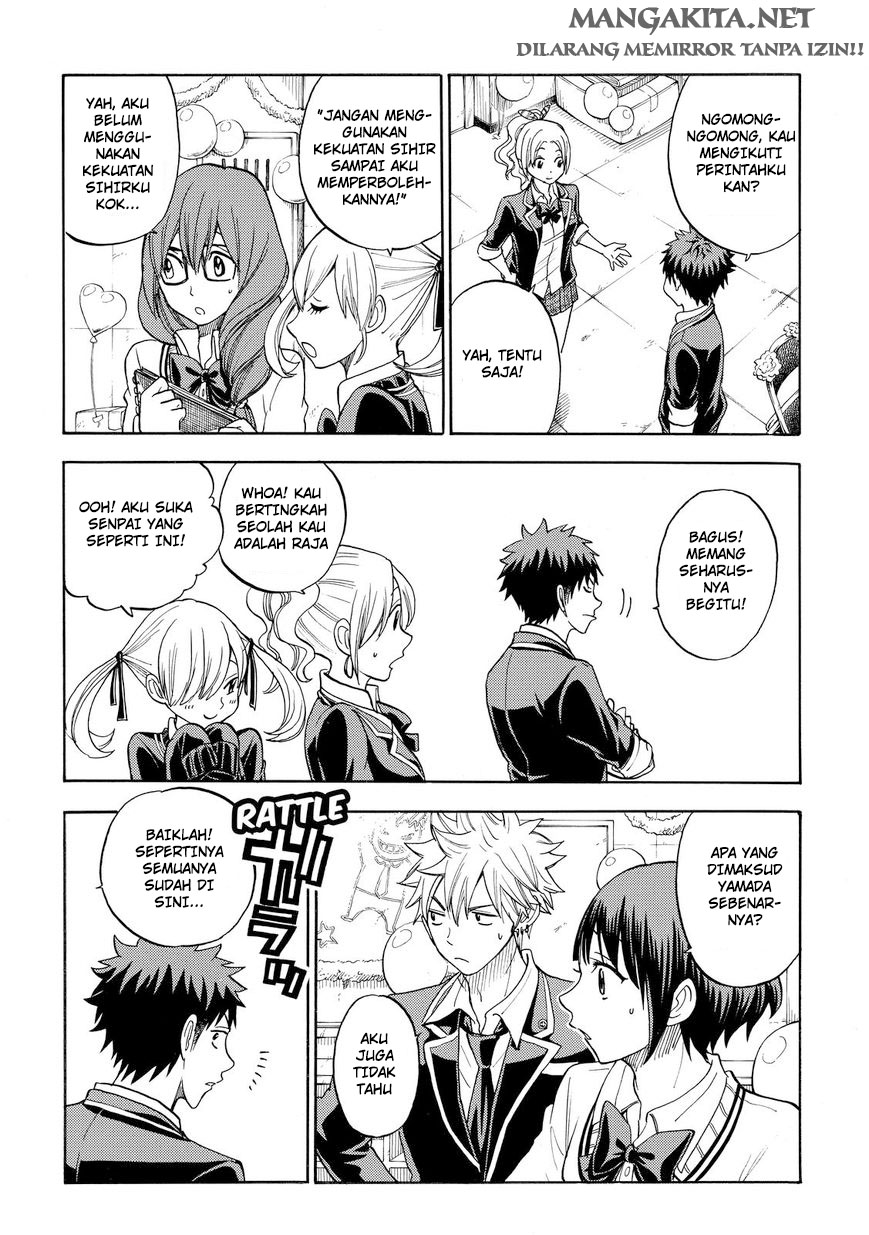 MANGAKITA.NET
DILARANG MEMIRROR TANPA IZIN!!
NGOMONG-
NGOMONG, KAU
MENGIKUTI
PERINTAHKU
KAN?
YAH, TENTU
SAJA!
"JANGAN MENG-
GUNAKAN
KEKUATAN SIHIR
SAMPAI AKU
MEMPERBOLEH-
KANNYA!"
YAH, AKU
BELUM
MENGGU-
NAKAN
KEKUATAN
SIHIRKU
KOK...
BAGUS!
MEMANG
SEHARUS-
NYA
BEGITU!
WHOA! KAU
BERTINGKAH
SEOLAH KAU
ADALAH RAJA
OOH! AKU SUKA
SENPAI YANG
SEPERTI INI!
APA YANG
DIMAKSUD
YAMADA
SEBENAR-
NYA?
AKU
JUGA
TIDAK
TAHU
RATTLE
ガラッ
BAIKLAH!
SEPERTINYA
SEMUANYA
SUDAH DI
SINI...